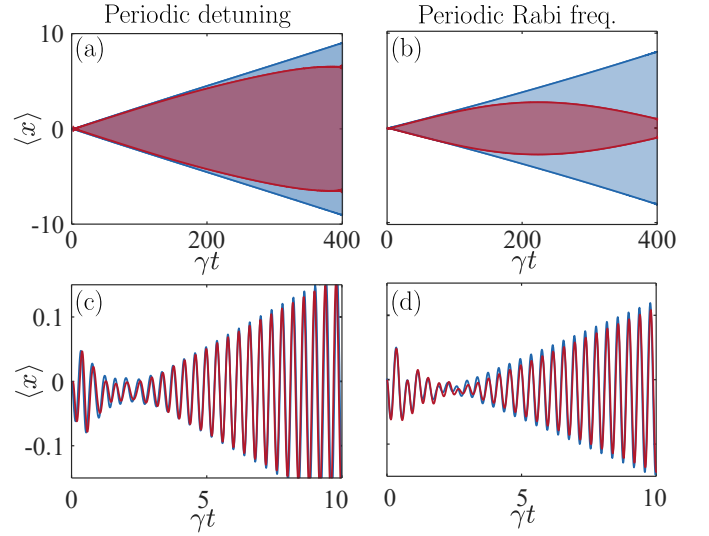 Periodic detuning
Periodic Rabi freq.
(a)
(b)
10
0
-10
⟨x⟩
0
200
400
0
200
400
γt
γt
(c)
(d)
0.1
0
-0.1
⟨x⟩
0
5
10
0
5
10
γt
γt